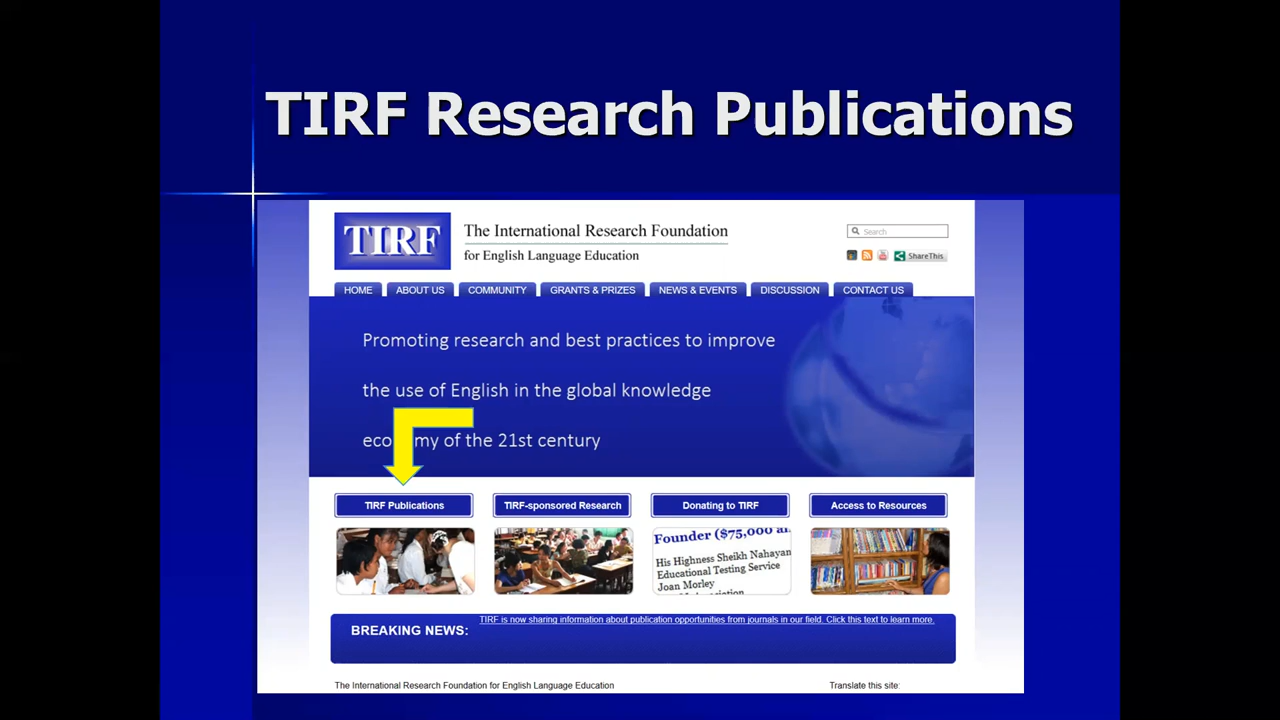 TIRF Research Publications
TIRF
The International Research Foundation
for English Language Education
Search
ShareThis
HOME
ABOUT US
COMMUNITY
GRANTS & PRIZES
NEWS & EVENTS
DISCUSSION
CONTACT US
Promoting research and best practices to improve
the use of English in the global knowledge
eco my of the 21st century
TIRF Publications
TIRF-sponsored Research
Donating to TIRF
Access to Resources
Founder ($75,000
His Highness Sheikh Nahayan
Educational Testing Service
Joan Morley
BREAKING NEWS:
TIRF is now sharing information about publication opportunities from journals in our field. Click this text to learn more.
The International Research Foundation for English Language Education
Translate this site: